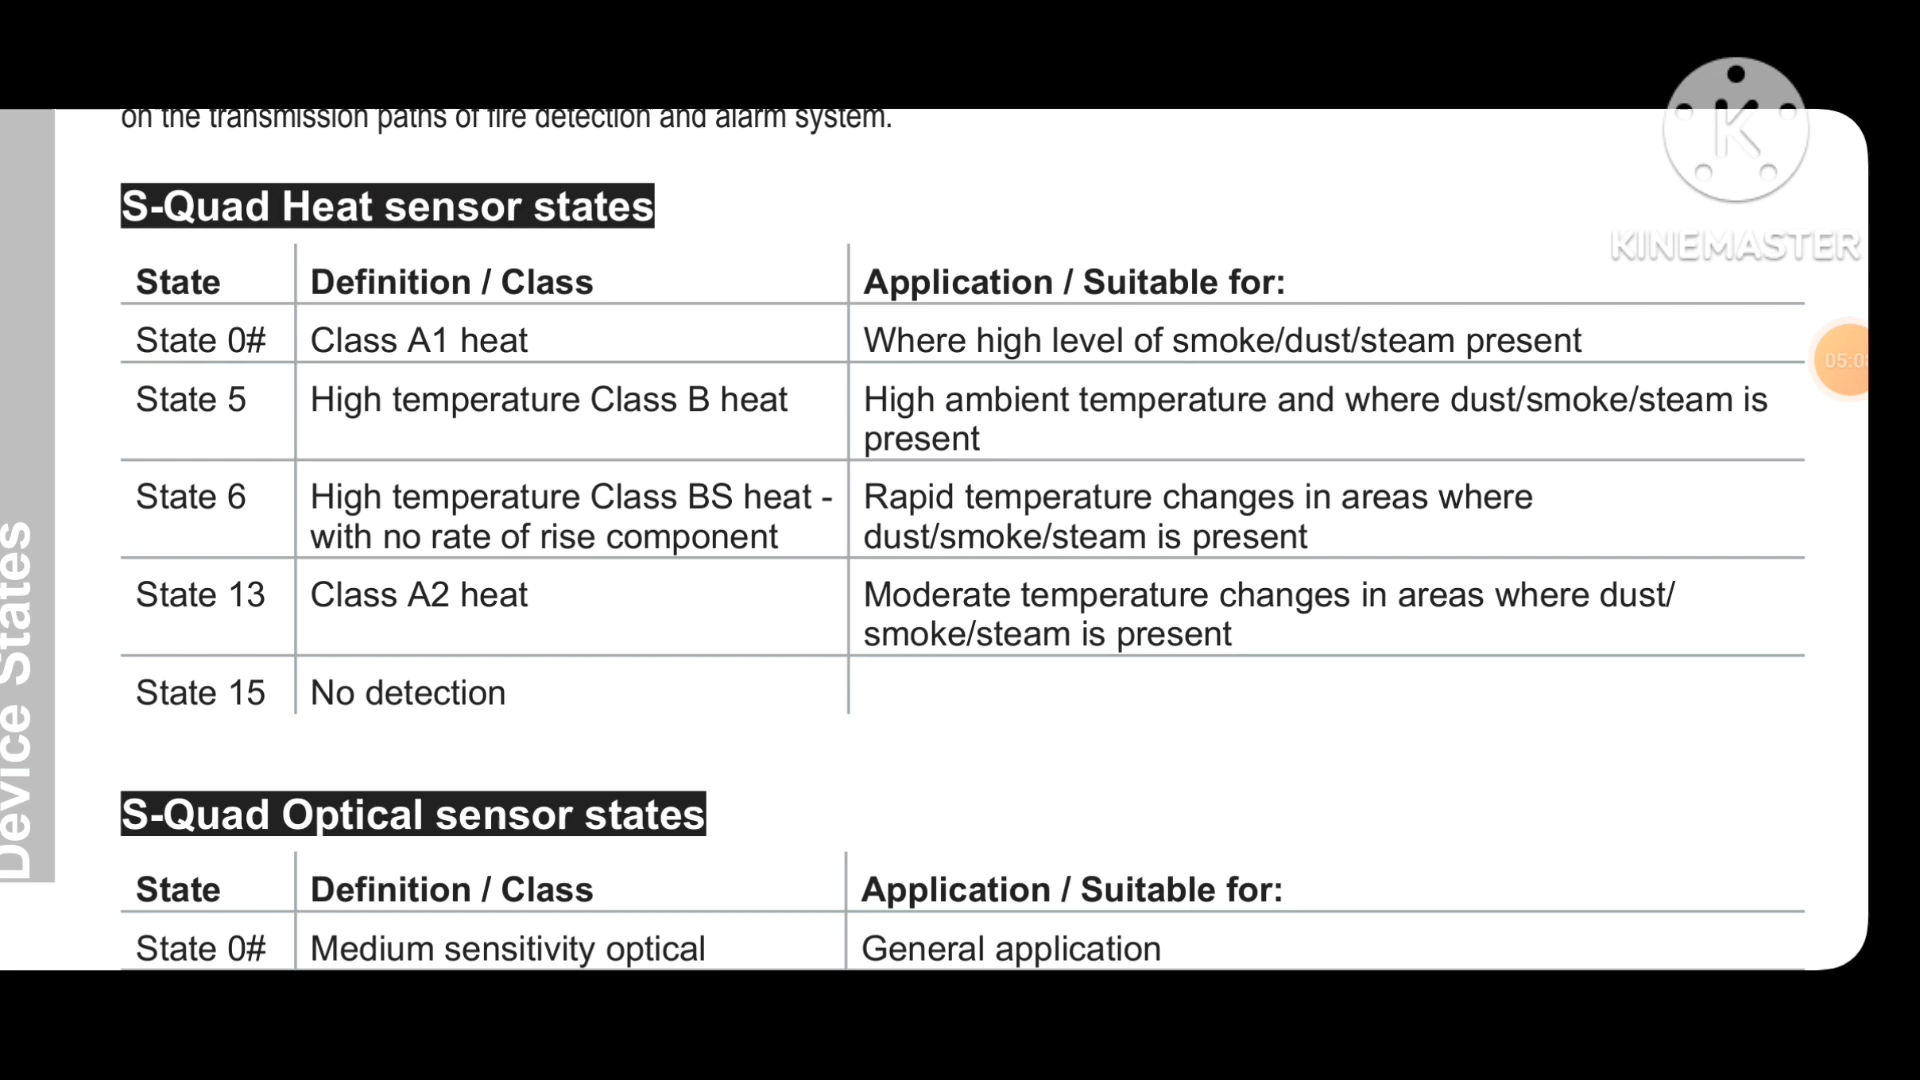 on the transmission paths of fire detection and alarm system.
KINEMASTER
S-Quad Heat sensor states
State Definition / Class Application / Suitable for:
State 0# Class A1 heat Where high level of smoke/dust/steam present
05:0
State 5 High temperature Class B heat High ambient temperature and where dust/smoke/steam is
present
State 6 High temperature Class BS heat - Rapid temperature changes in areas where
with no rate of rise component dust/smoke/steam is present
State 13 Class A2 heat Moderate temperature changes in areas where dust/
smoke/steam is present
State 15 No detection
Device States
S-Quad Optical sensor states
State Definition / Class Application / Suitable for:
State 0# Medium sensitivity optical General application